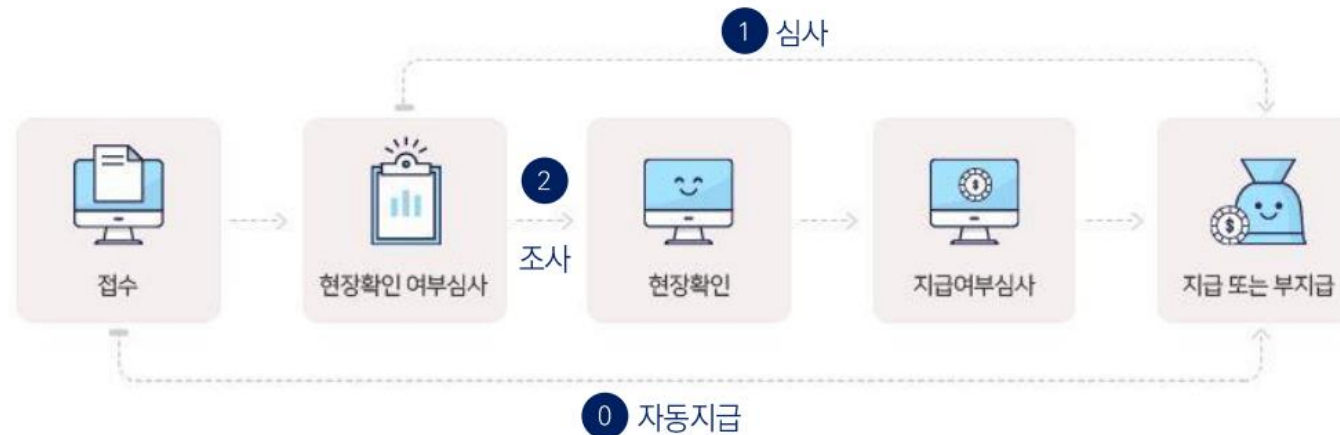 1 심사
2
조사
접수
현장확인 여부심사
현장확인
지급여부심사
지급 또는 부지급
0 자동지급